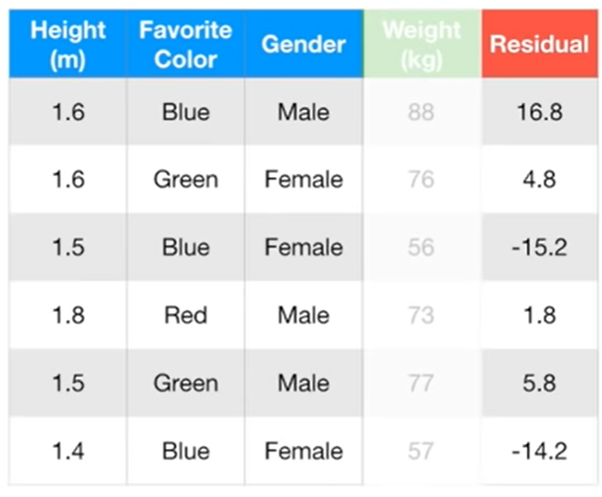 Height (m) Favorite Color Gender Weight (kg) Residual
1.6 Blue Male 88 16.8
1.6 Green Female 76 4.8
1.5 Blue Female 56 -15.2
1.8 Red Male 73 1.8
1.5 Green Male 77 5.8
1.4 Blue Female 57 -14.2